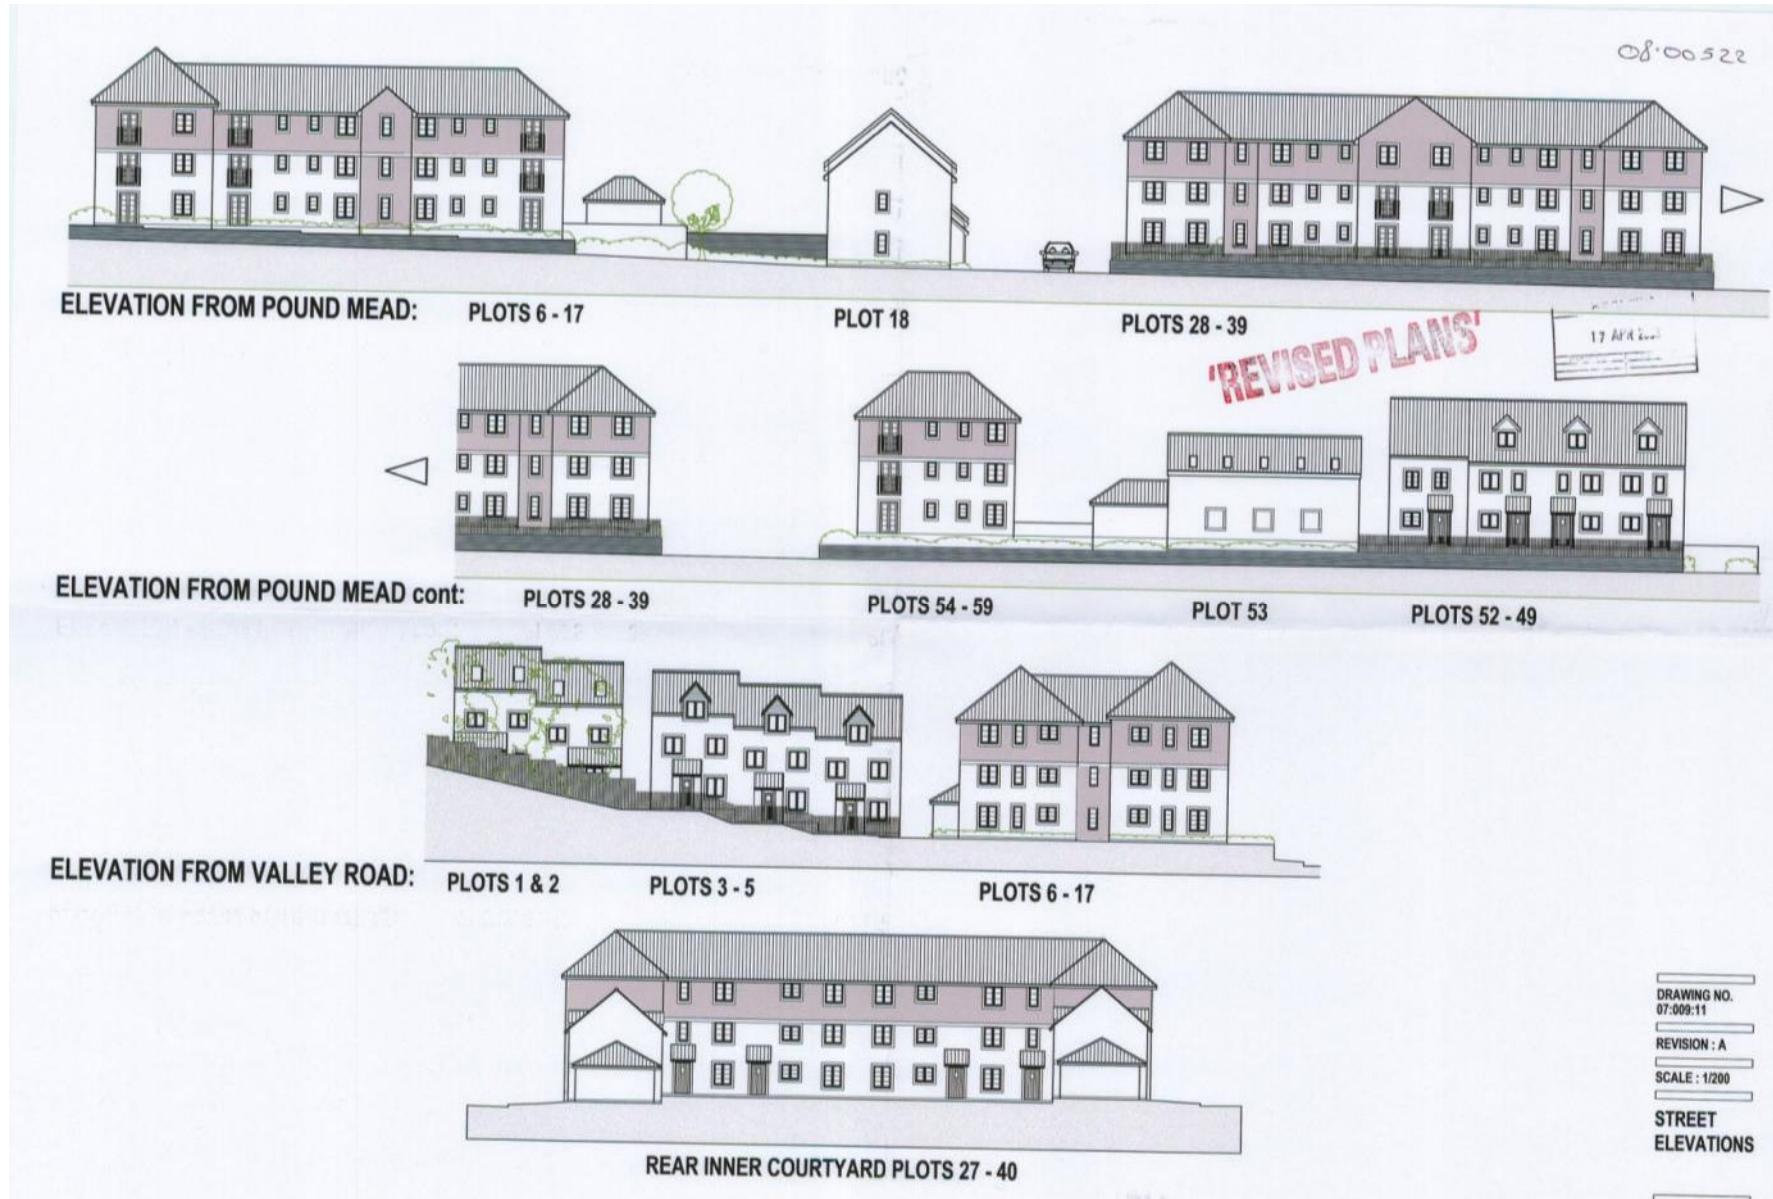 08.00522
ELEVATION FROM POUND MEAD:
PLOTS 6 - 17
PLOT 18
PLOTS 28 - 39
'REVISED PLANS'
17 APR
ELEVATION FROM POUND MEAD cont:
PLOTS 28 - 39
PLOTS 54 - 59
PLOT 53
PLOTS 52 - 49
ELEVATION FROM VALLEY ROAD:
PLOTS 1 & 2
PLOTS 3 - 5
PLOTS 6 - 17
REAR INNER COURTYARD PLOTS 27 - 40
DRAWING NO.
07:009:11
REVISION : A
SCALE : 1/200
STREET
ELEVATIONS